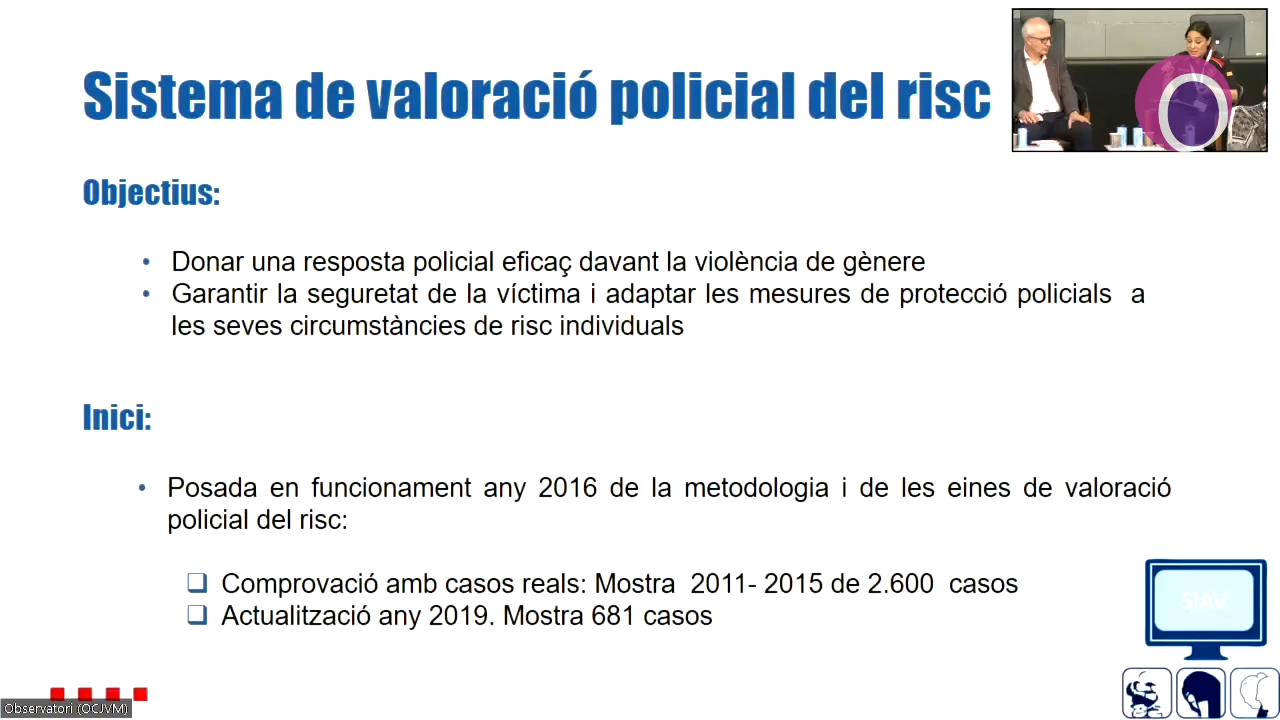 Sistema de valoració policial del risc
Objectius:
• Donar una resposta policial eficaç davant la violència de gènere
• Garantir la seguretat de la víctima i adaptar les mesures de protecció policials a
les seves circumstàncies de risc individuals
Inici:
• Posada en funcionament any 2016 de la metodologia i de les eines de valoració
policial del risc:
❑ Comprovació amb casos reals: Mostra 2011- 2015 de 2.600 casos
❑ Actualització any 2019. Mostra 681 casos
SIAV
Observatori (OCJVM)